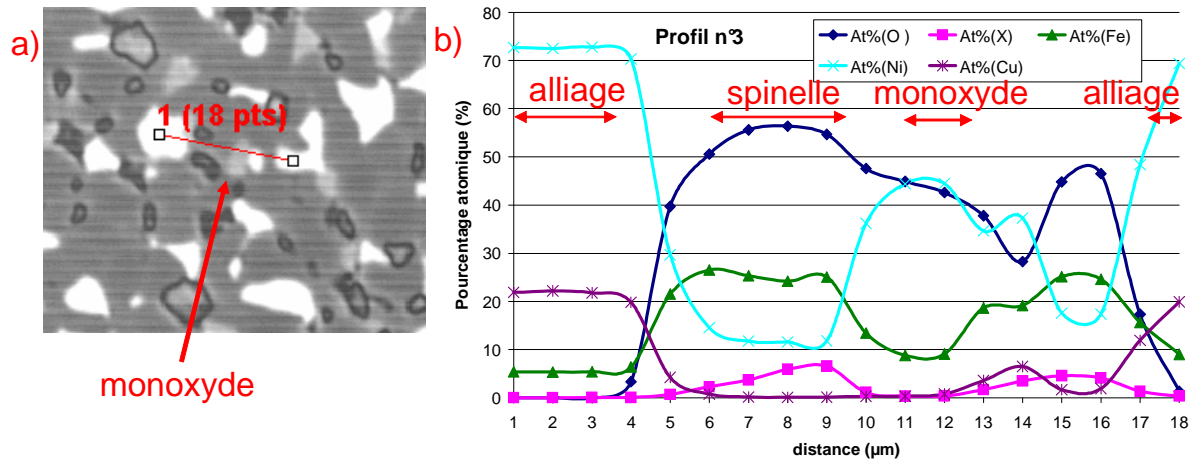 a)
1 (18 pts)
monoxyde
b)
Profil n°3
At%(O )
At%(X)
At%(Fe)
At%(Ni)
At%(Cu)
alliage
spinelle
monoxyde
alliage
Pourcentage atomique (%)
80
70
60
50
40
30
20
10
0
1 2 3 4 5 6 7 8 9 10 11 12 13 14 15 16 17 18
distance (µm)